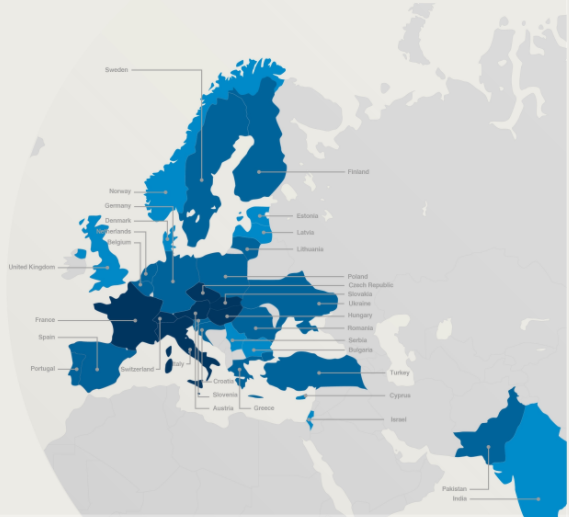 Sweden
Finland
Norway
Germany
Denmark
Netherlands
Belgium
Estonia
Latvia
Lithuania
United Kingdom
Poland
Czech Republic
Slovakia
Ukraine
France
Hungary
Romania
Spain
Serbia
Bulgaria
Portugal
Switzerland
Italy
Turkey
Croatia
Slovenia
Cyprus
Austria
Greece
Israel
Pakistan
India